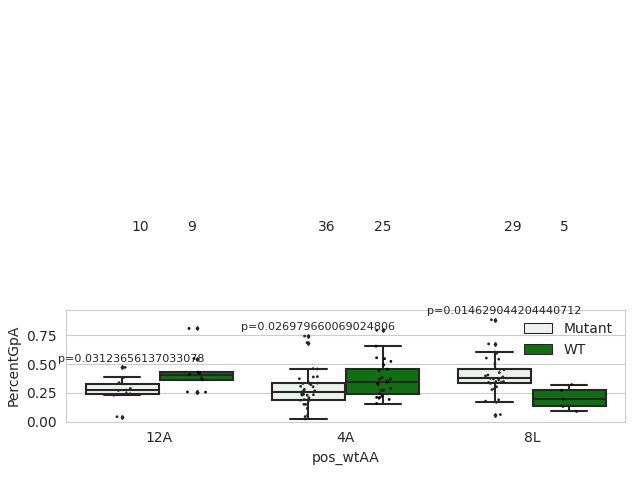 10 9 36 25 29 5
p=0.014629044204440712
p=0.026979660069024806
p=0.03123656137033078
Mutant
WT
PercentGpA
0.75
0.50
0.25
0.00
12A 4A 8L
pos_wtAA